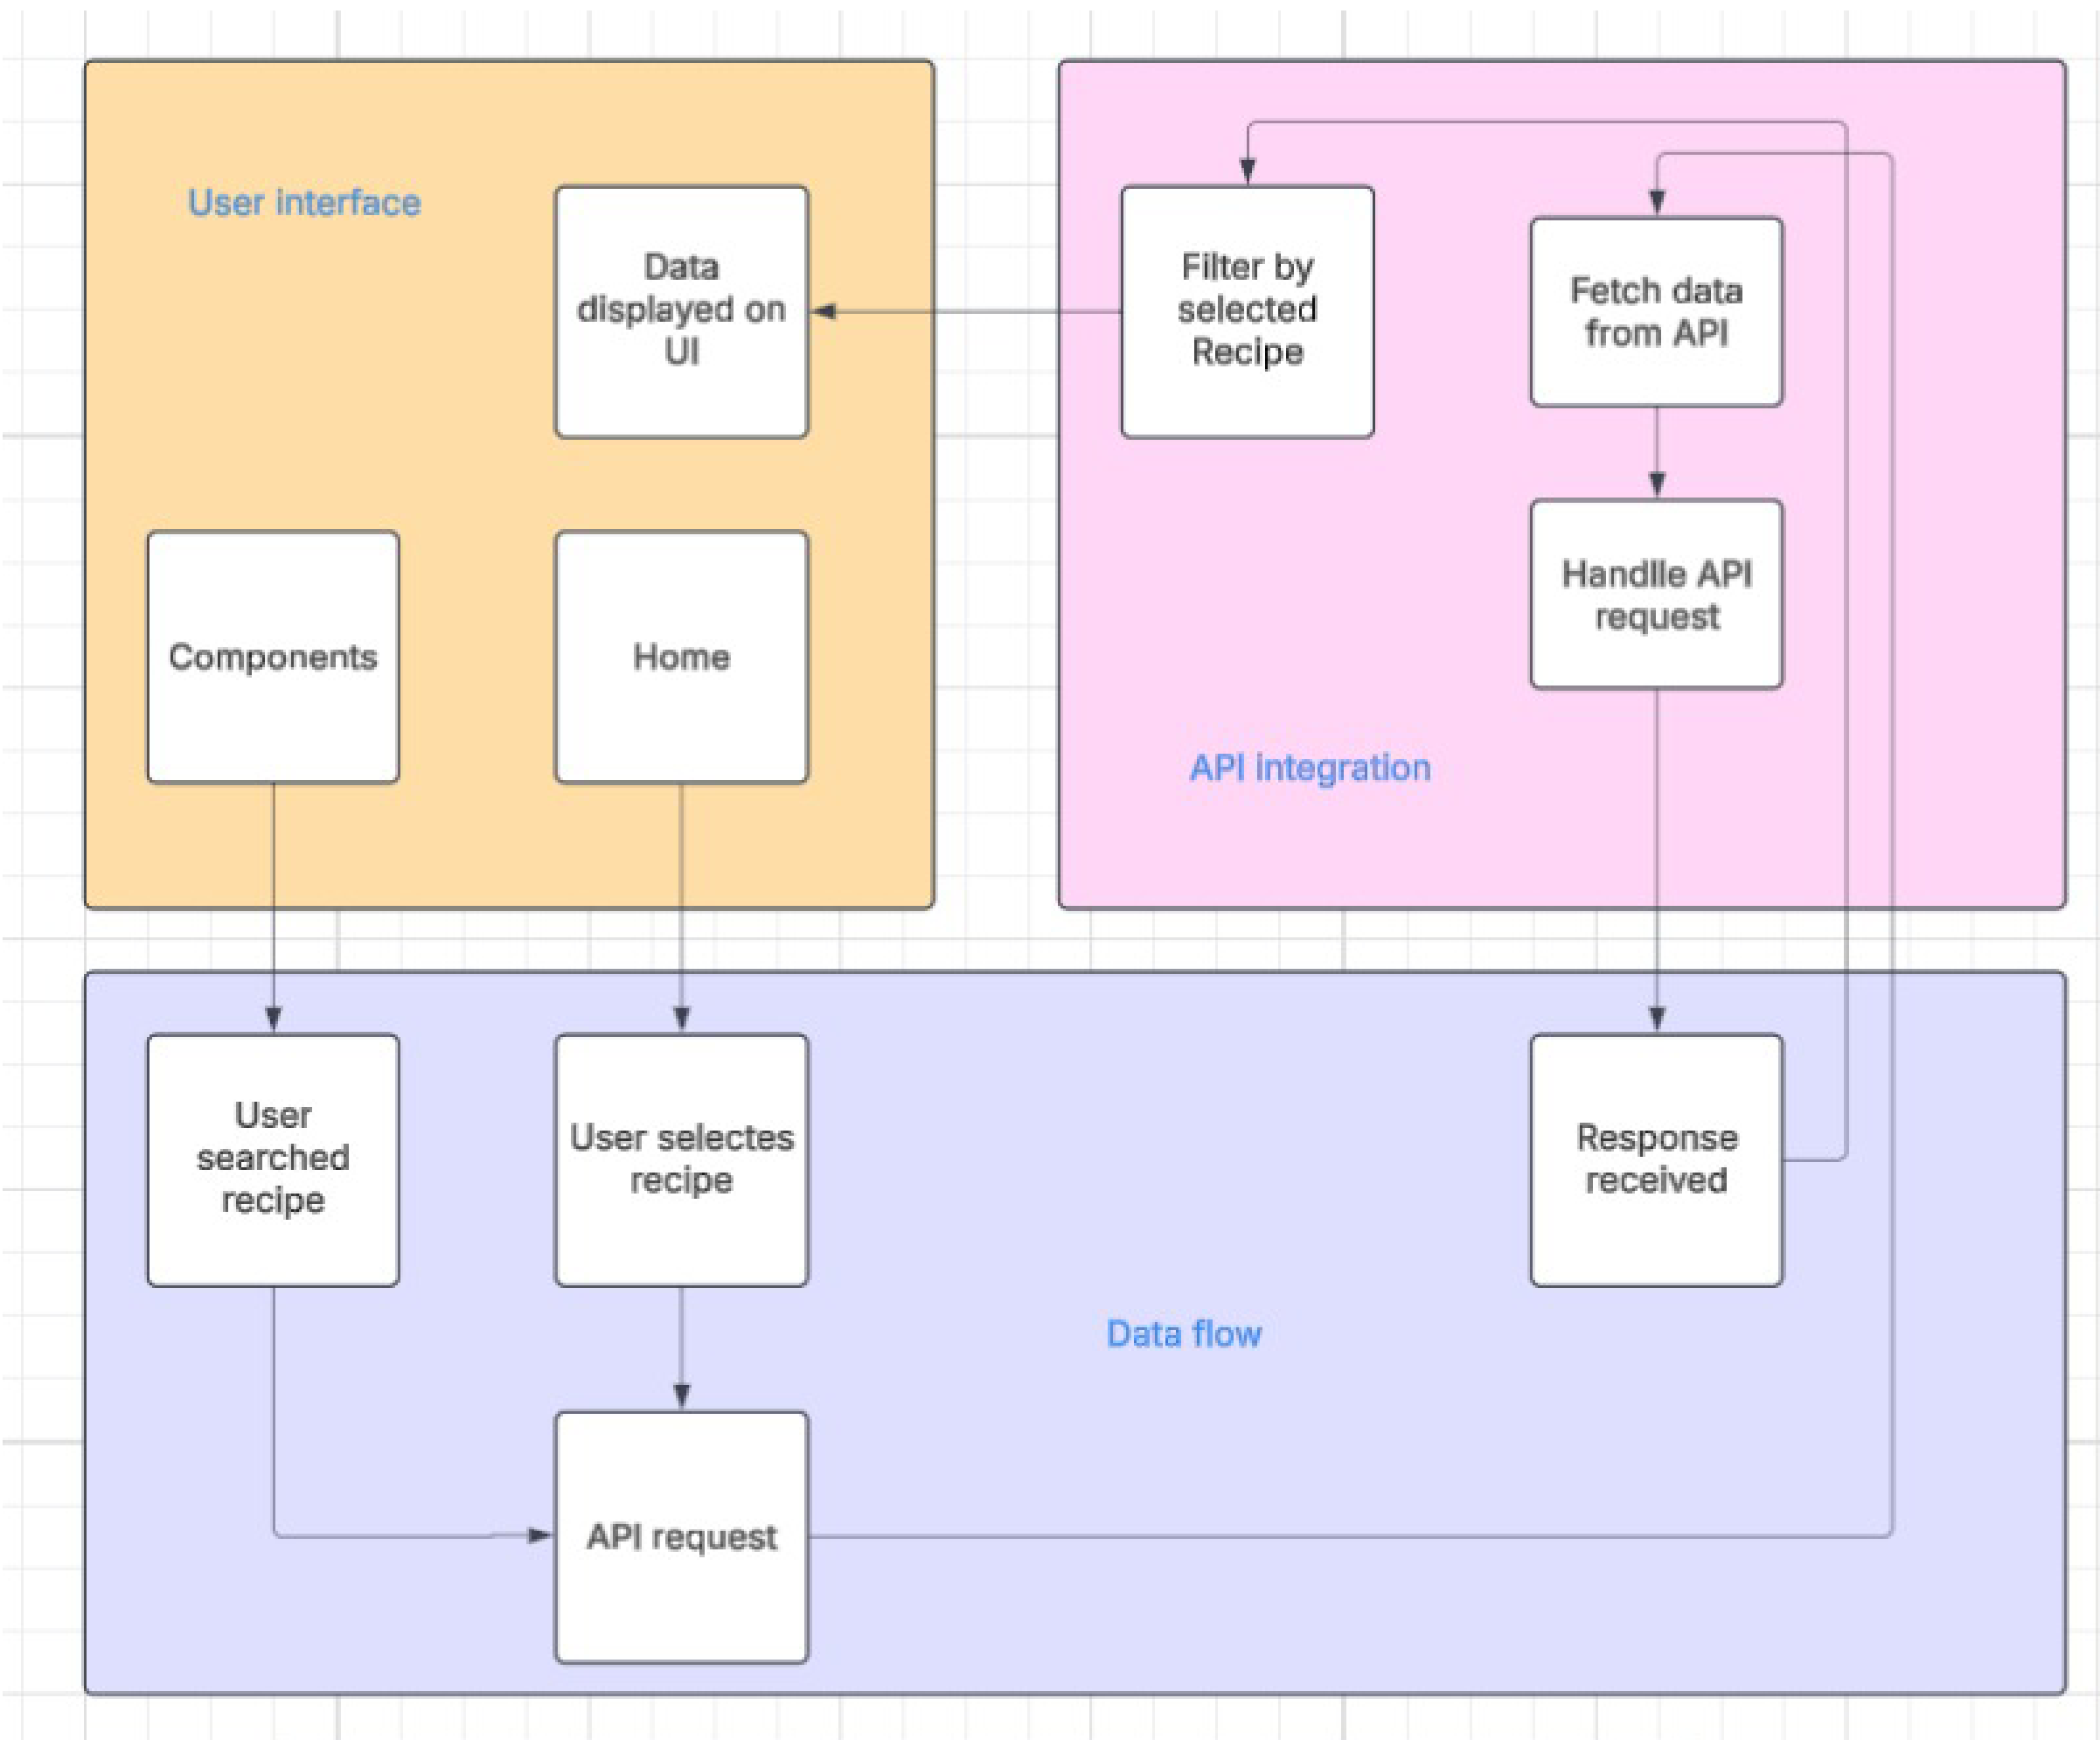 User interface
Data
displayed on
UI
Components
Home
Filter by
selected
Recipe
Fetch data
from API
Handlle API
request
API integration
User
searched
recipe
User selectes
recipe
Response
received
Data flow
API request